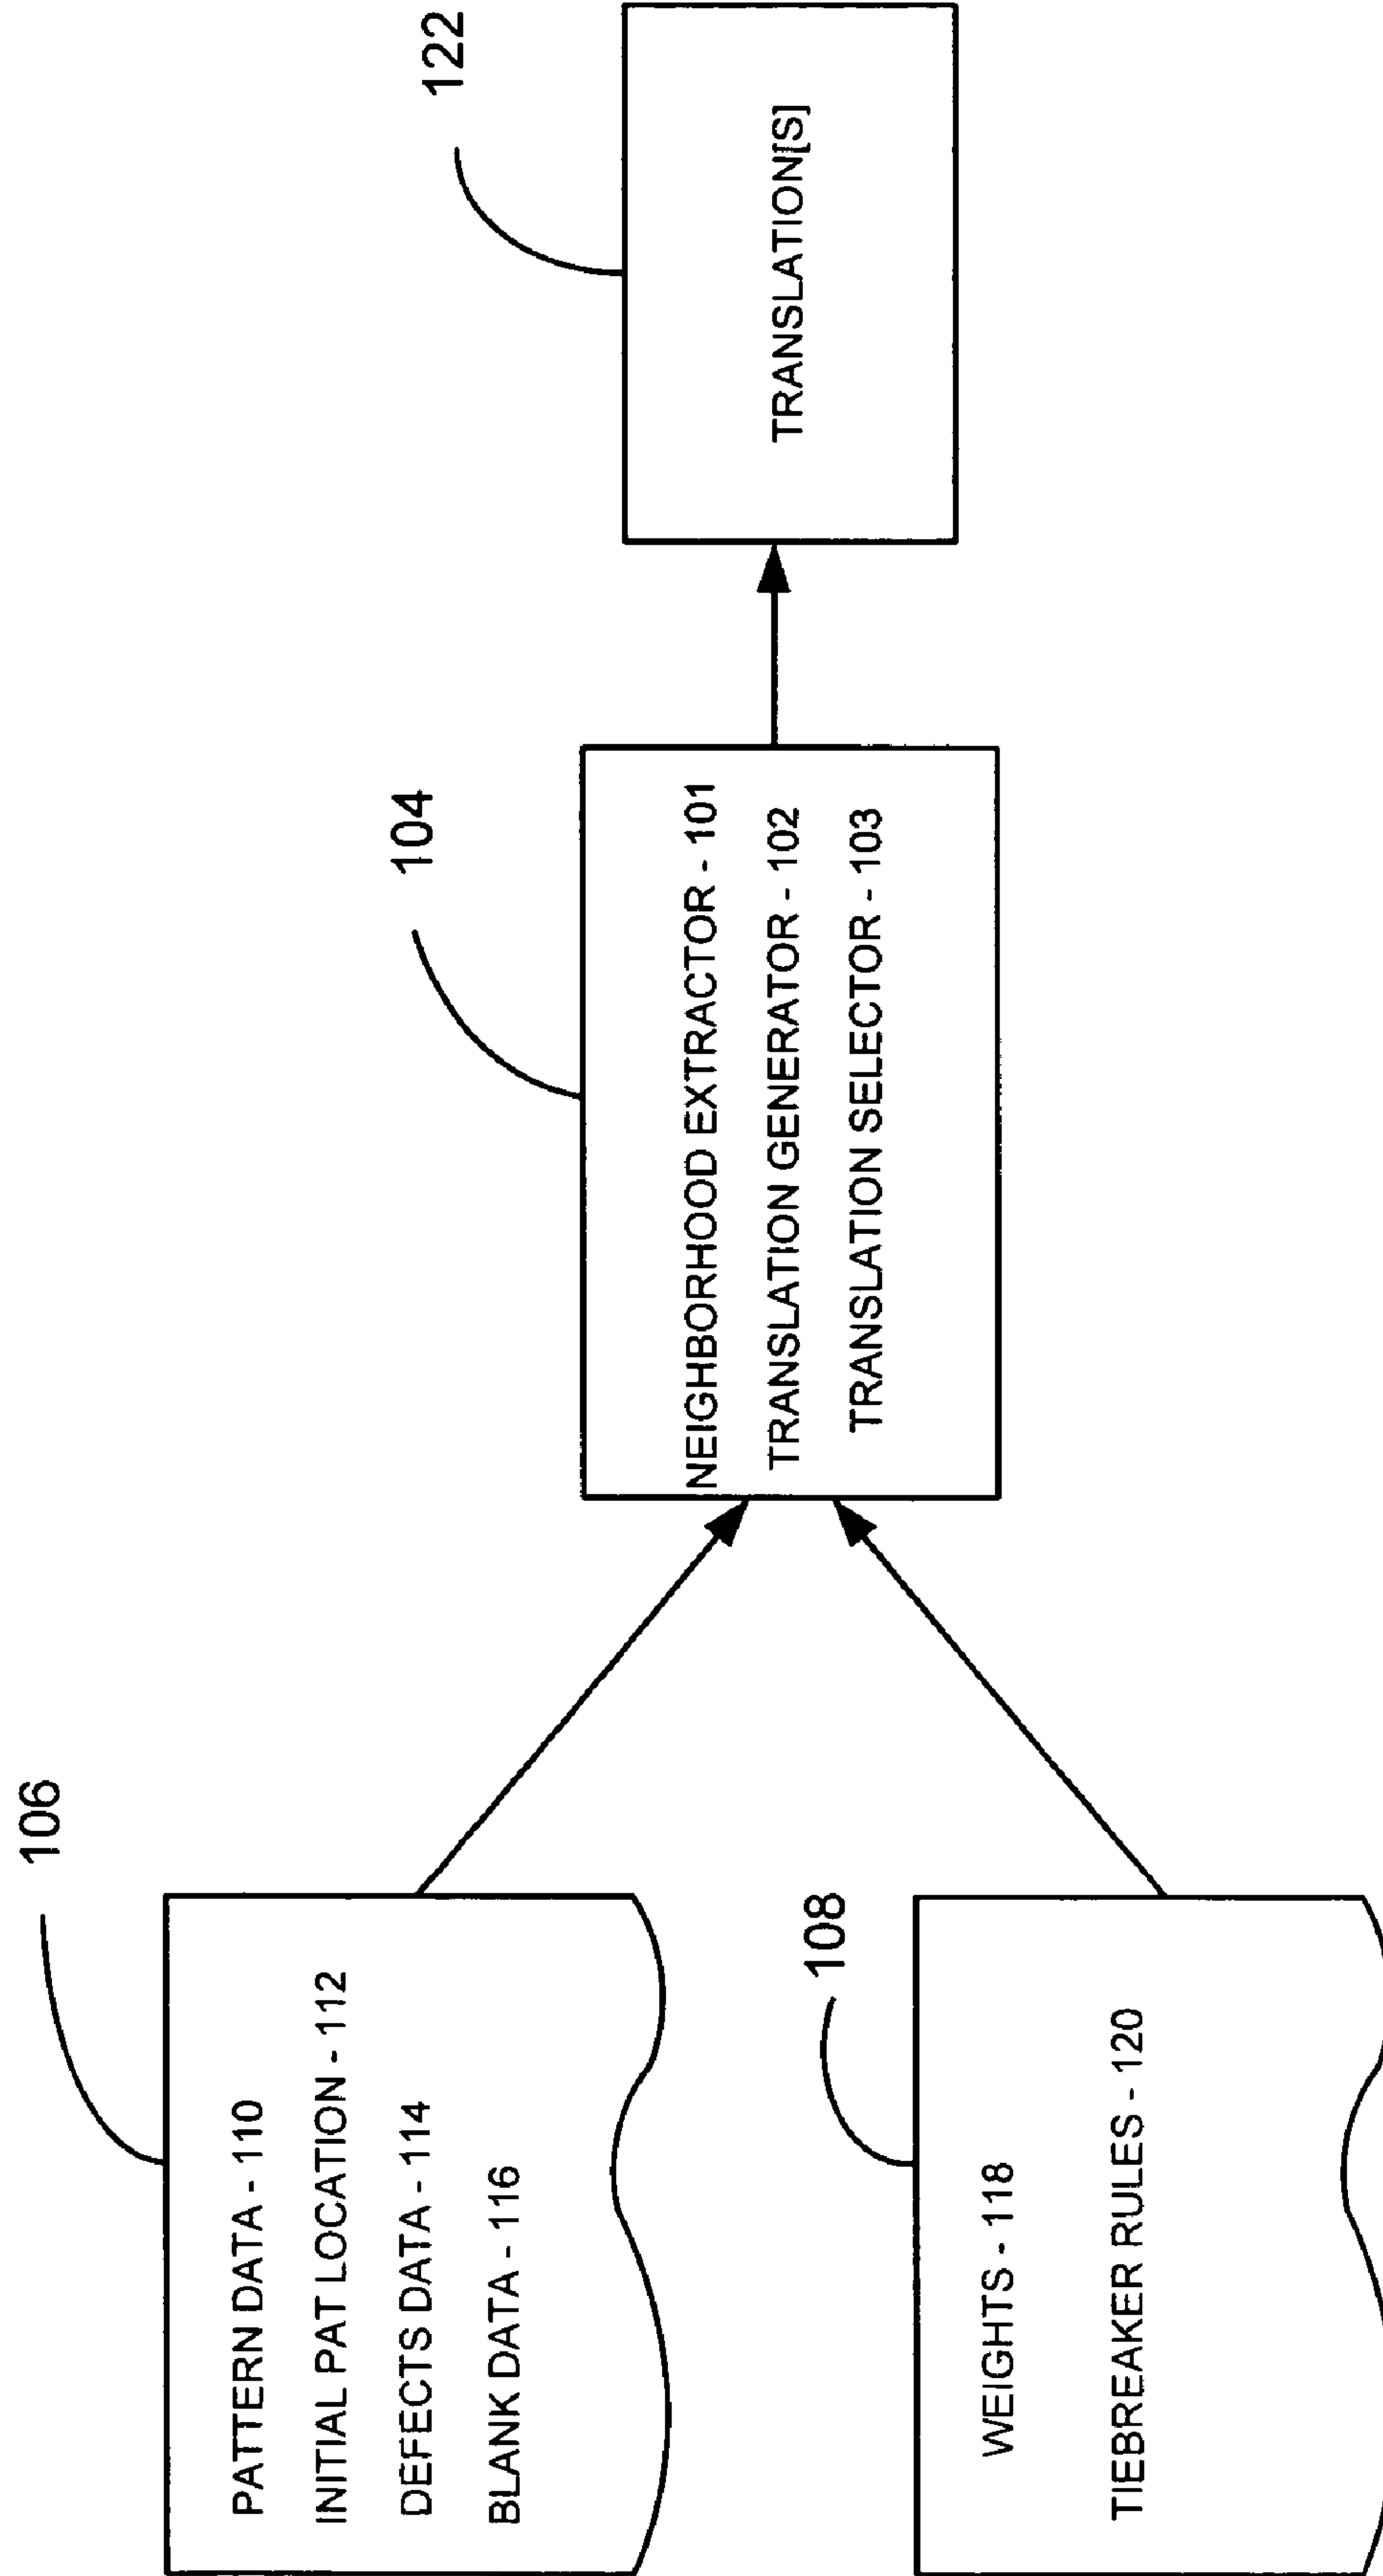 106
PATTERN DATA - 110
INITIAL PAT LOCATION - 112
DEFECTS DATA - 114
BLANK DATA - 116
108
WEIGHTS - 118
TIEBREAKER RULES - 120
104
NEIGHBORHOOD EXTRACTOR - 101
TRANSLATION GENERATOR - 102
TRANSLATION SELECTOR - 103
122
TRANSLATION[S]